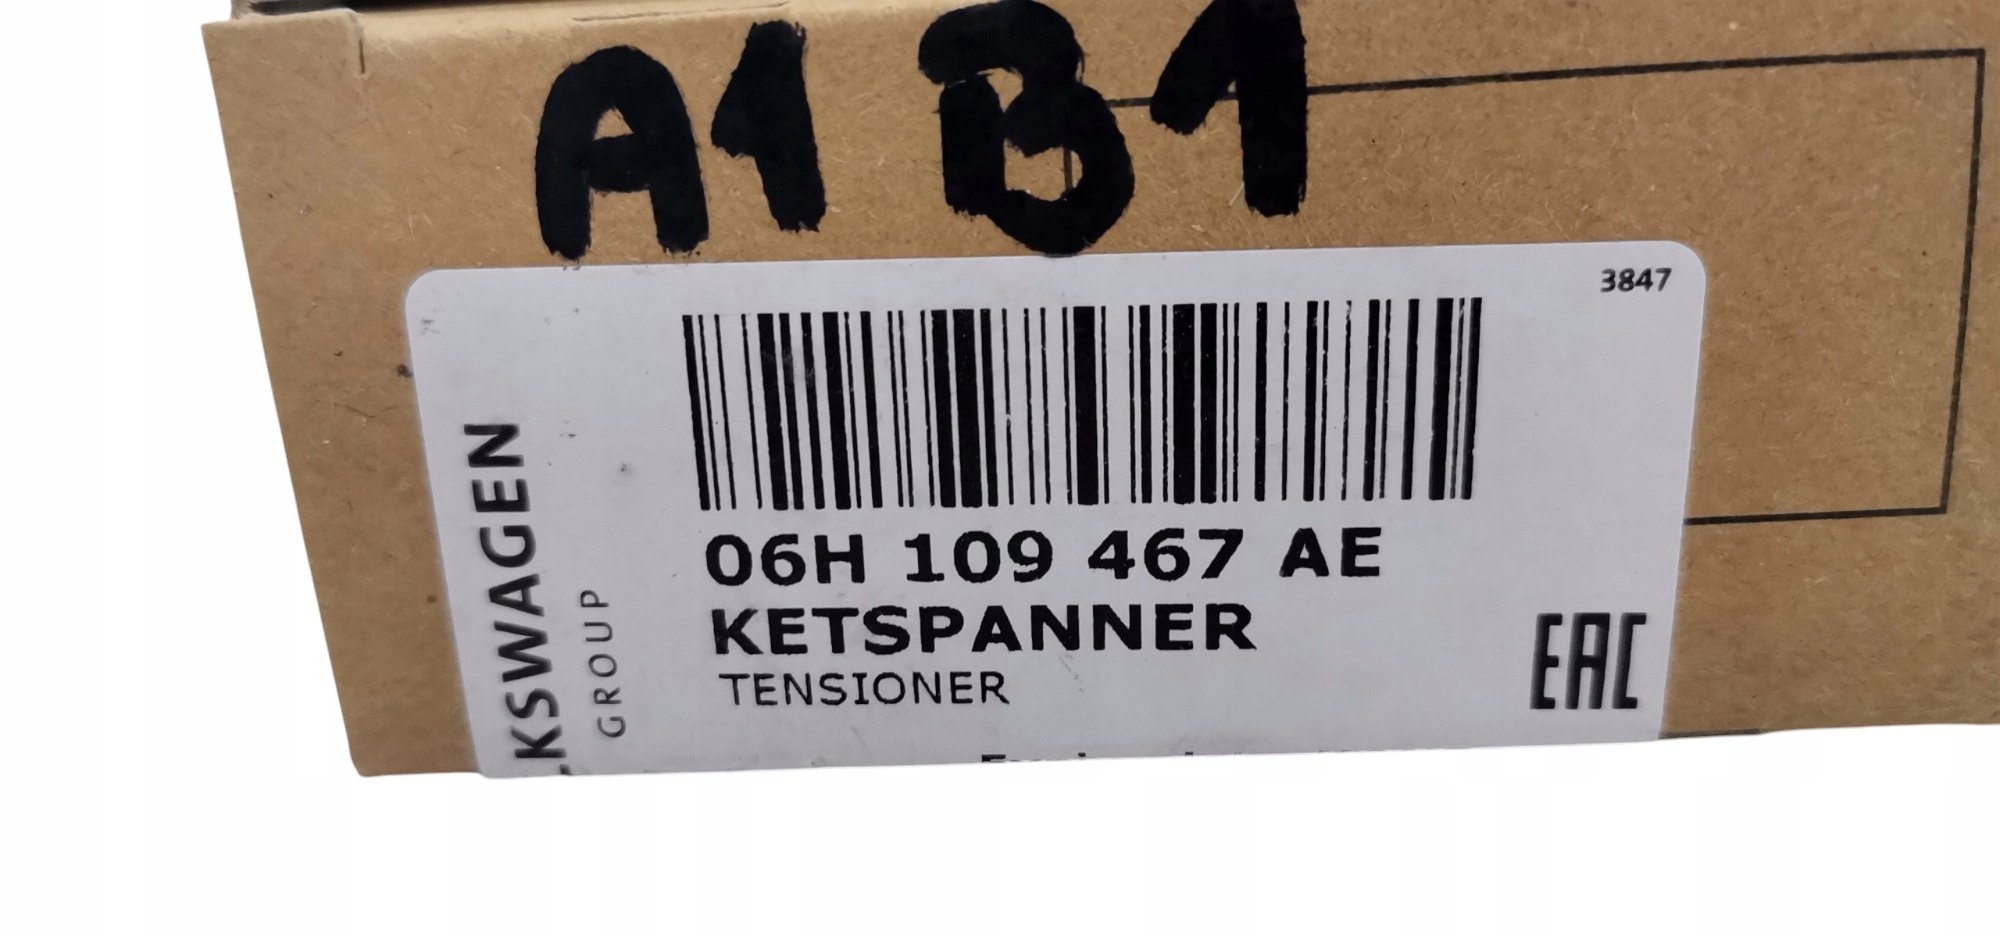 A1 B1
3847
06H 109 467 AE
KETSPANNER
TENSIONER
KSWAGEN
GROUP
EAC